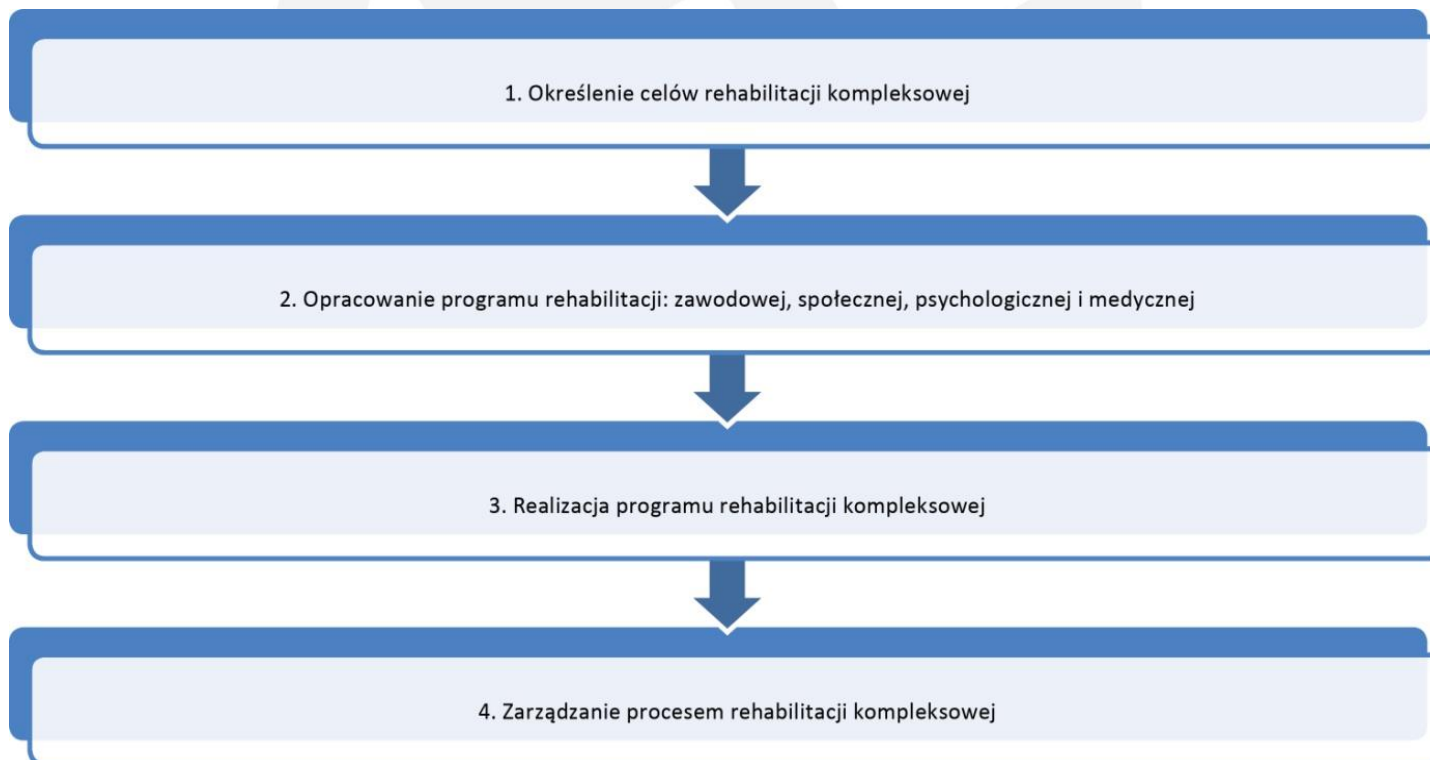 1. Określenie celów rehabilitacji kompleksowej
2. Opracowanie programu rehabilitacji: zawodowej, społecznej, psychologicznej i medycznej
3. Realizacja programu rehabilitacji kompleksowej
4. Zarządzanie procesem rehabilitacji kompleksowej